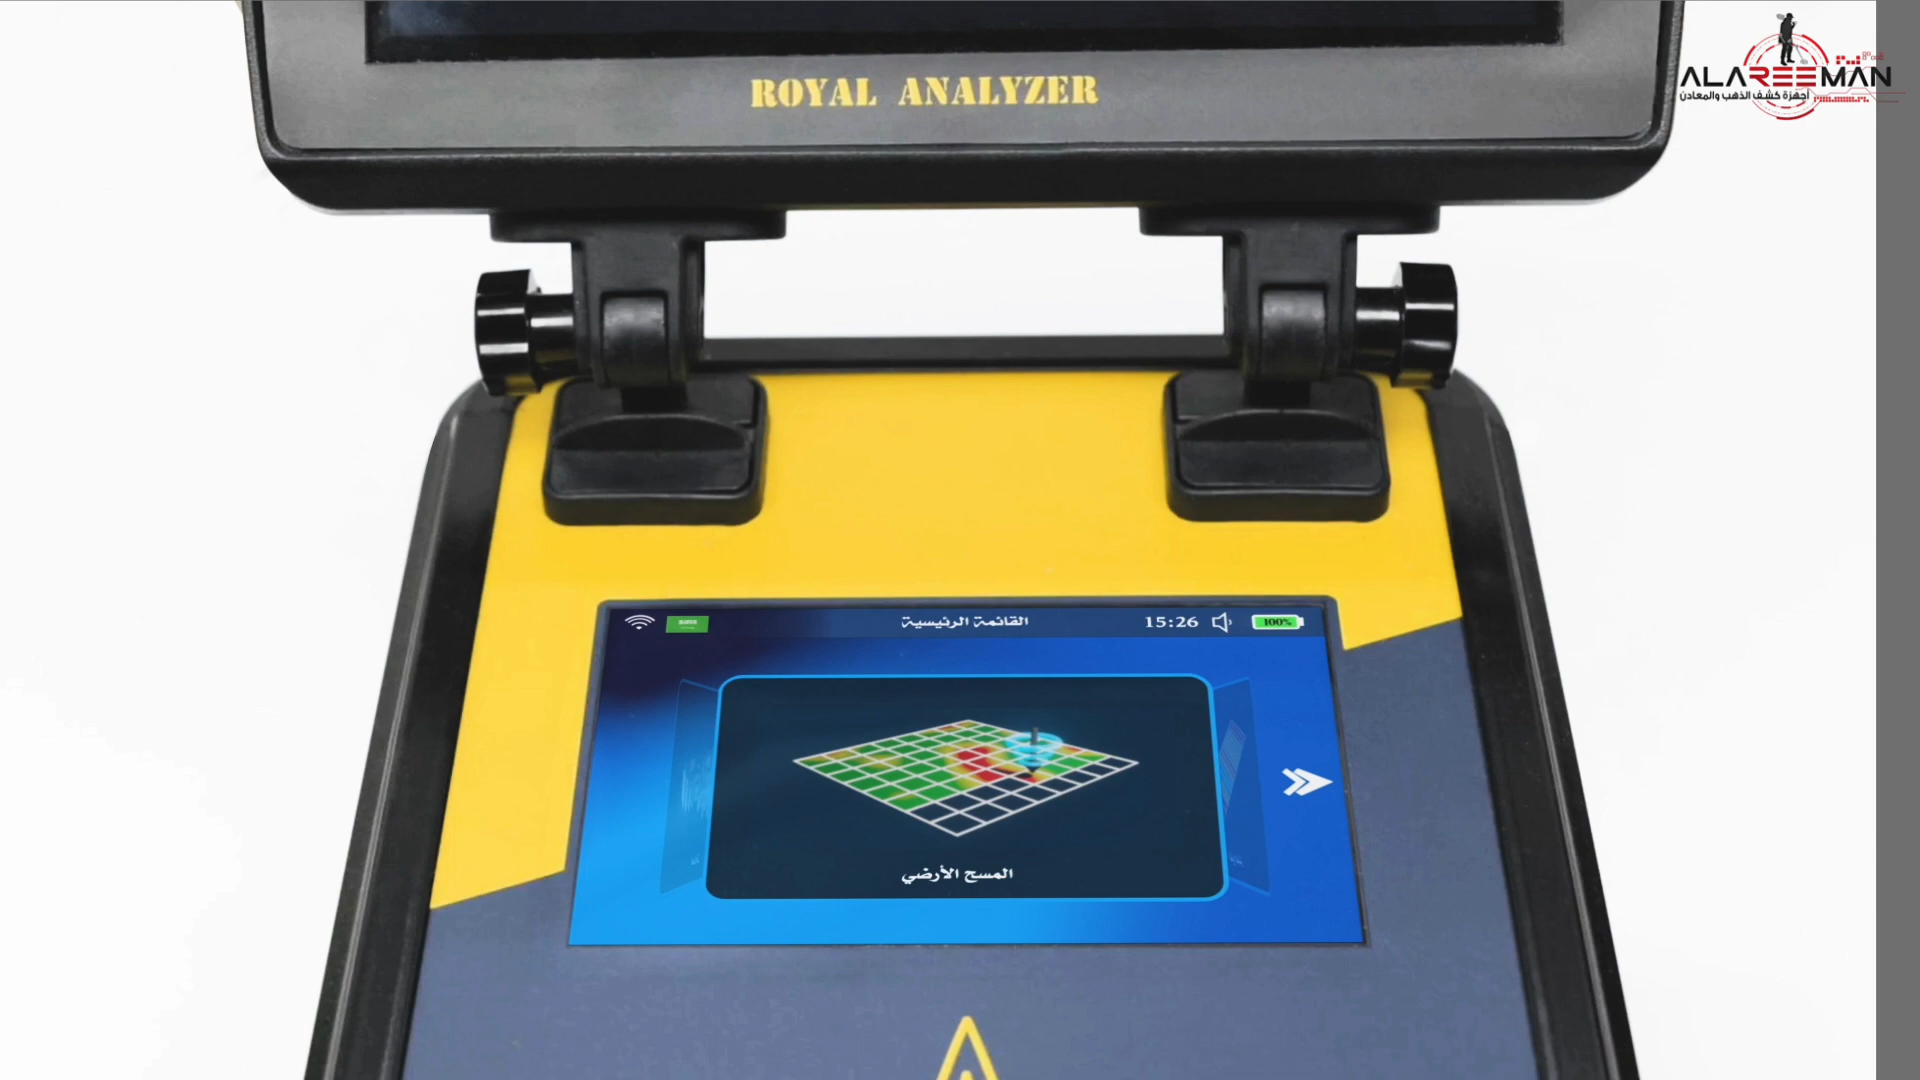 ROYAL ANALYZER
ALAREEMAN
أجهزة كشف الذهب والمعادن
القائمة الرئيسية
15:26
100%
المسح الأرضي